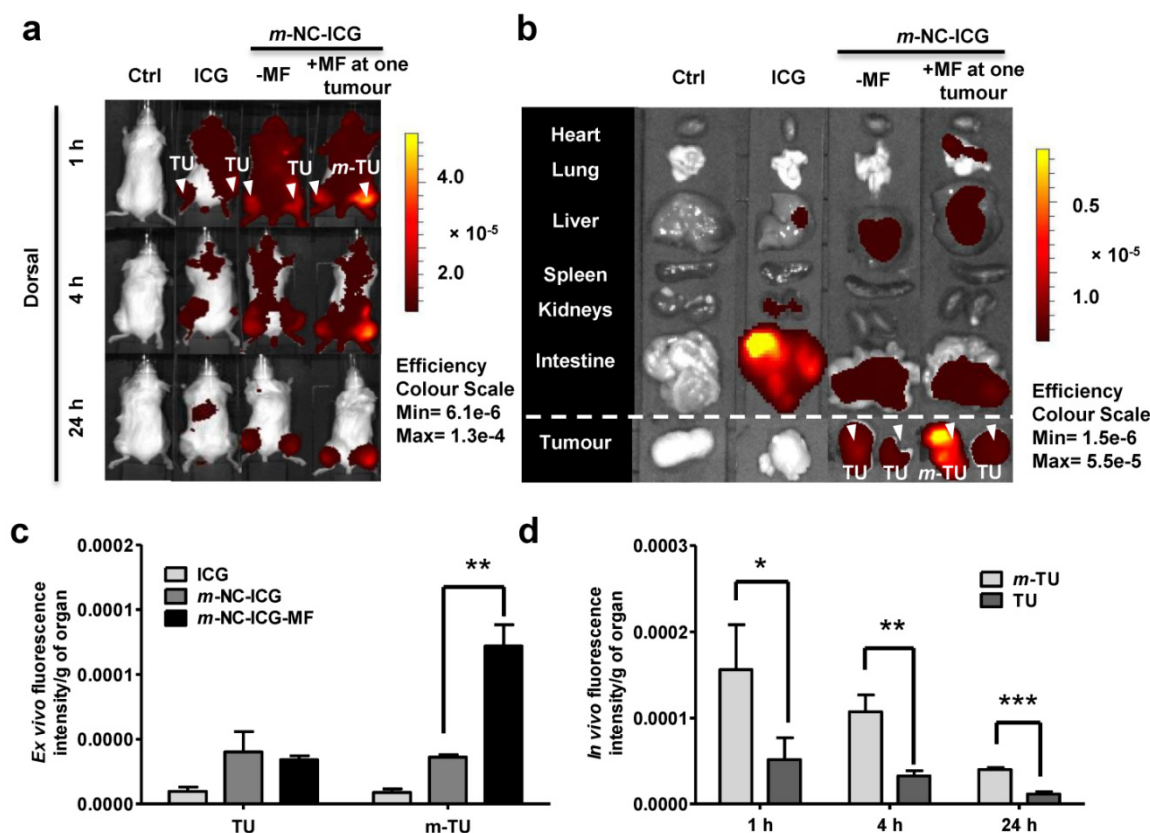 a
m-NC-ICG
Ctrl
ICG
-MF
+MF at one
tumour
Dorsal
1 h
4 h
24 h
TU
TU
TU
m-TU
4.0
× 10⁻⁵
2.0
Efficiency
Colour Scale
Min= 6.1e-6
Max= 1.3e-4
b
m-NC-ICG
Ctrl
ICG
-MF
+MF at one
tumour
Heart
Lung
Liver
Spleen
Kidneys
Intestine
Tumour
TU
TU
m-TU
TU
0.5
× 10⁻⁵
1.0
Efficiency
Colour Scale
Min= 1.5e-6
Max= 5.5e-5
c
Ex vivo fluorescence
intensity/g of organ
0.0002
0.0001
0.0001
0.0000
0.0000
ICG
m-NC-ICG
m-NC-ICG-MF
**
TU
m-TU
d
In vivo fluorescence
intensity/g of organ
0.0003
0.0002
0.0001
0.0000
m-TU
TU
*
**
***
1 h
4 h
24 h